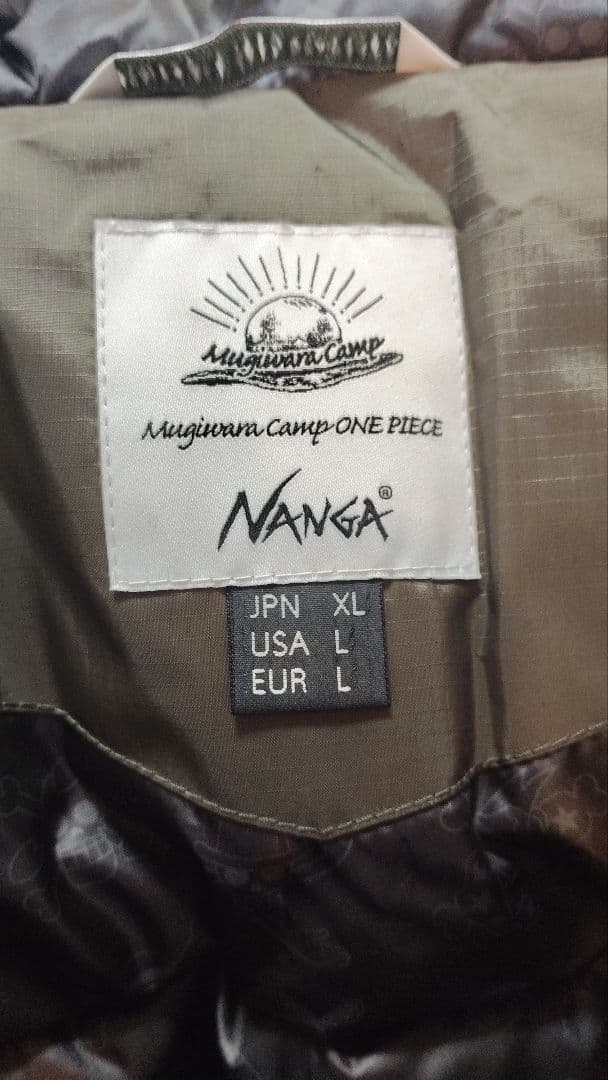 Mugiwara Camp
Mugiwara Camp ONE PIECE
NANGA®
JPN XL
USA L
EUR L